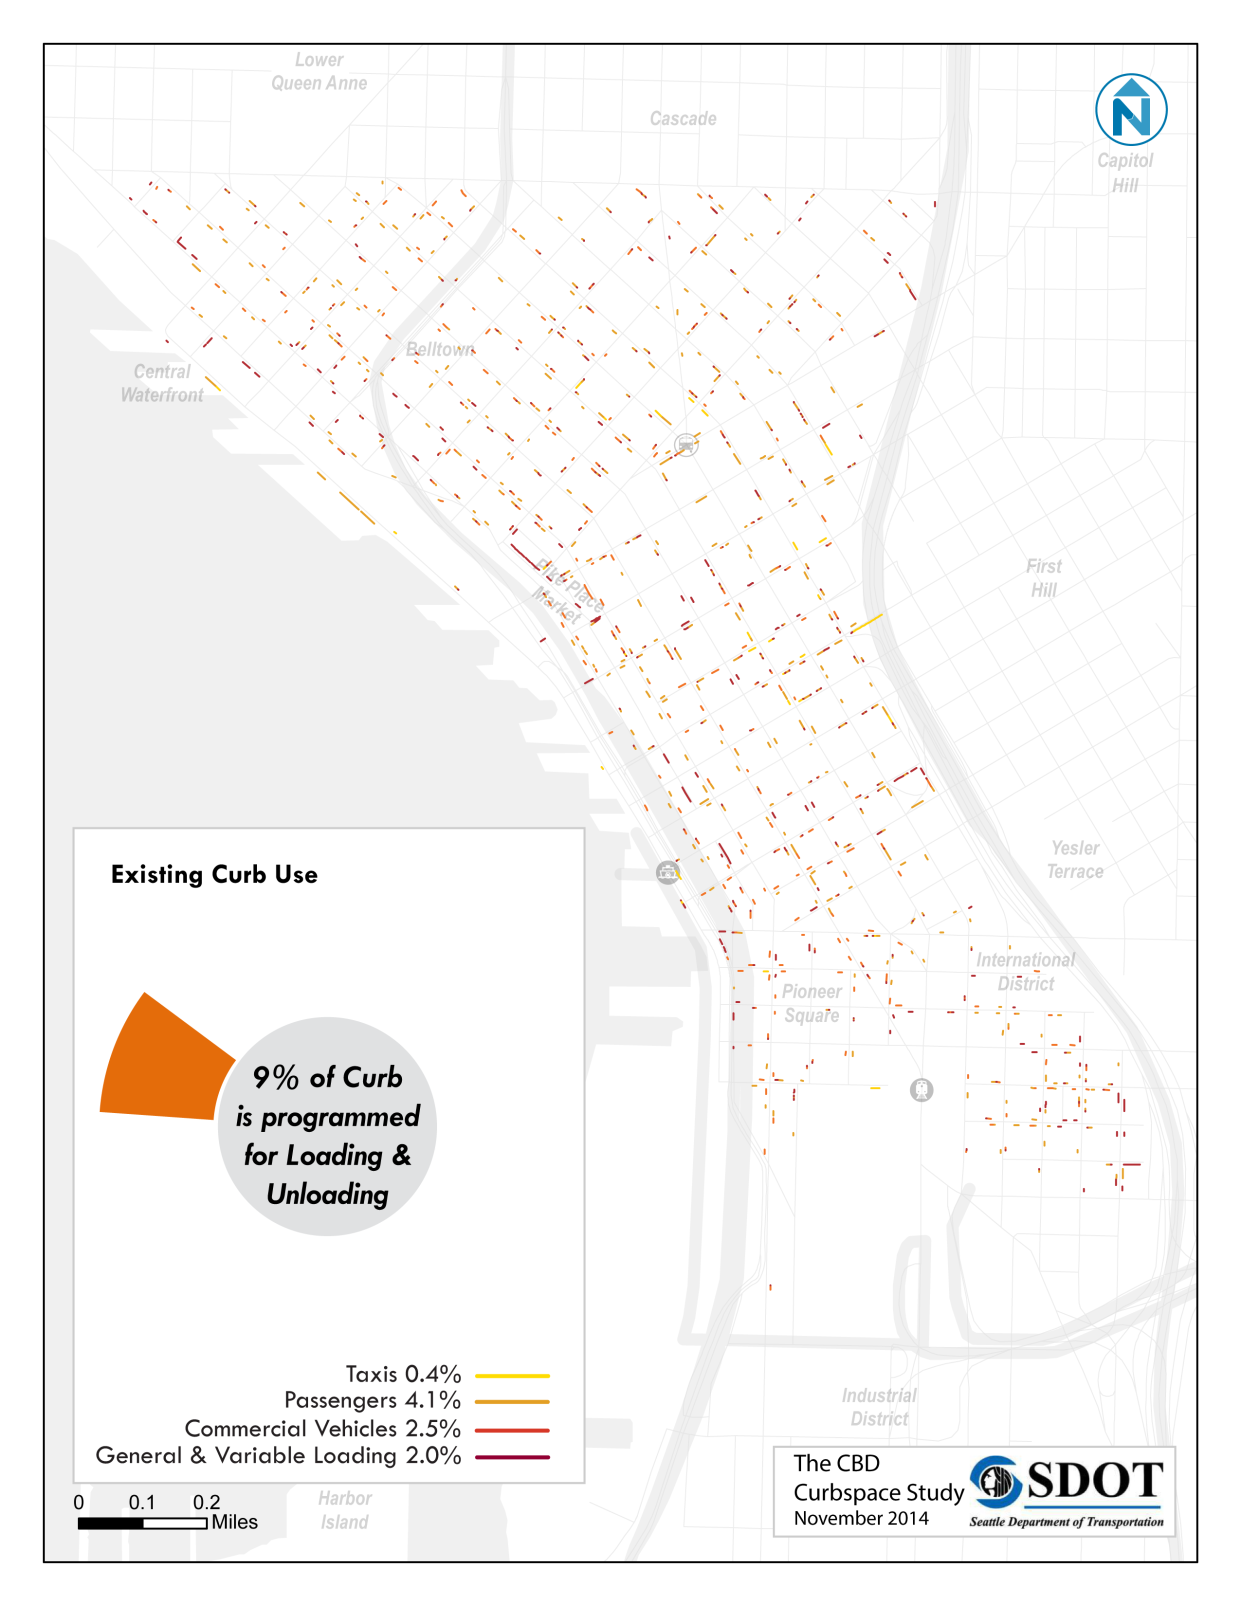 Lower
Queen Anne
Cascade
N
Capitol
Hill
Belltown
Central
Waterfront
Pike Place
Market
First
Hill
Yesler
Terrace
International
District
Pioneer
Square
Existing Curb Use
9% of Curb
is programmed
for Loading &
Unloading
Taxis 0.4%
Passengers 4.1%
Commercial Vehicles 2.5%
General & Variable Loading 2.0%
Industrial
District
0 0.1 0.2
Miles
Harbor
Island
The CBD
Curbspace Study
November 2014
SDOT
Seattle Department of Transportation